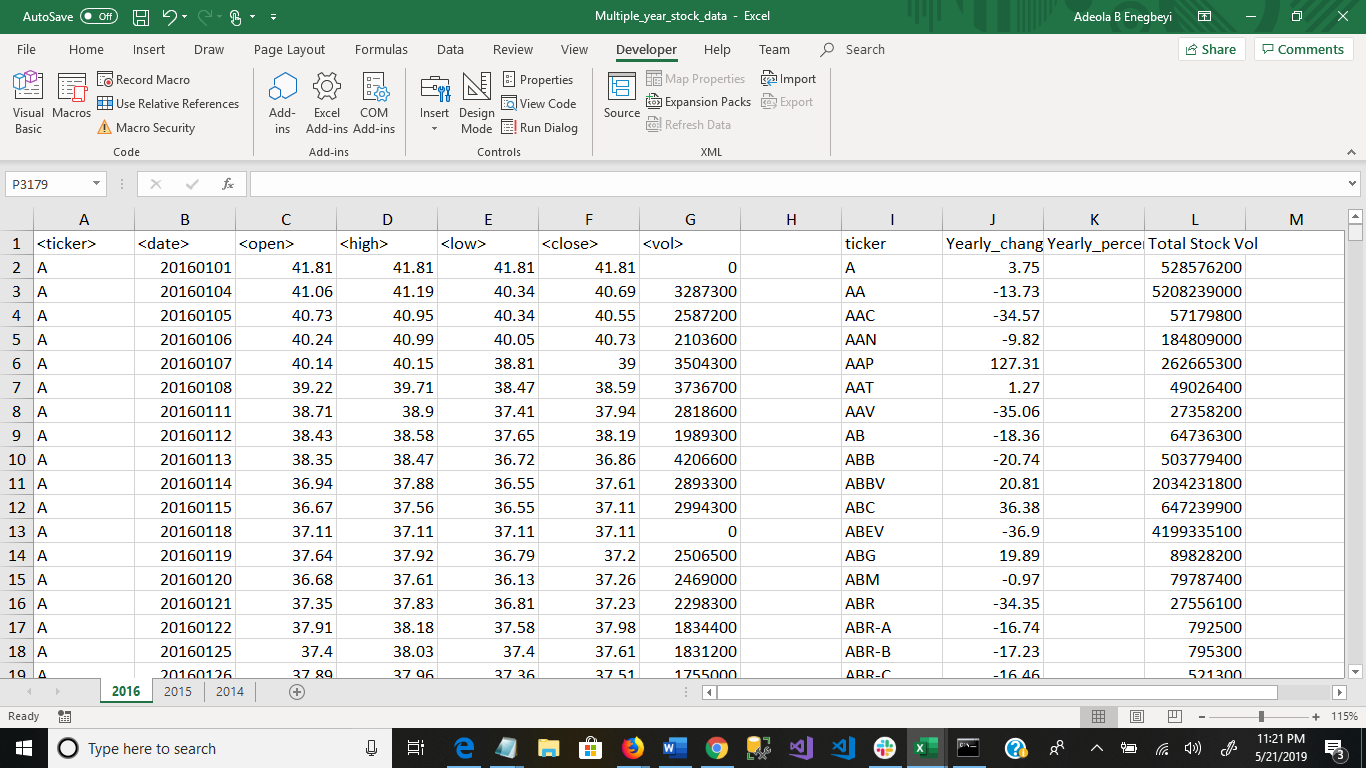 AutoSave Off Multiple_year_stock_data - Excel Adeola B Enegbeyi
File Home Insert Draw Page Layout Formulas Data Review View Developer Help Team Search Share Comments
Visual Basic
Macros
Record Macro
Use Relative References
Macro Security
Code
Add-ins
Excel Add-ins
COM Add-ins
Add-ins
Insert
Design Mode
Properties
View Code
Run Dialog
Controls
Source
Map Properties
Expansion Packs
Refresh Data
Import
Export
XML
P3179 fx
A B C D E F G H I J K L M
1 <ticker> <date> <open> <high> <low> <close> <vol> ticker Yearly_chang Yearly_perce Total Stock Vol
2 A 20160101 41.81 41.81 41.81 41.81 0 A 3.75 528576200
3 A 20160104 41.06 41.19 40.34 40.69 3287300 AA -13.73 5208239000
4 A 20160105 40.73 40.95 40.34 40.55 2587200 AAC -34.57 57179800
5 A 20160106 40.24 40.99 40.05 40.73 2103600 AAN -9.82 184809000
6 A 20160107 40.14 40.15 38.81 39 3504300 AAP 127.31 262665300
7 A 20160108 39.22 39.71 38.47 38.59 3736700 AAT 1.27 49026400
8 A 20160111 38.71 38.9 37.41 37.94 2818600 AAV -35.06 27358200
9 A 20160112 38.43 38.58 37.65 38.19 1989300 AB -18.36 64736300
10 A 20160113 38.35 38.47 36.72 36.86 4206600 ABB -20.74 503779400
11 A 20160114 36.94 37.88 36.55 37.61 2893300 ABBV 20.81 2034231800
12 A 20160115 36.67 37.56 36.55 37.11 2994300 ABC 36.38 647239900
13 A 20160118 37.11 37.11 37.11 37.11 0 ABEV -36.9 4199335100
14 A 20160119 37.64 37.92 36.79 37.2 2506500 ABG 19.89 89828200
15 A 20160120 36.68 37.61 36.13 37.26 2469000 ABM -0.97 79787400
16 A 20160121 37.35 37.83 36.81 37.23 2298300 ABR -34.35 27556100
17 A 20160122 37.91 38.18 37.58 37.98 1834400 ABR-A -16.74 792500
18 A 20160125 37.4 38.03 37.4 37.61 1831200 ABR-B -17.23 795300
19 A 20160126 37.89 37.96 37.36 37.51 1755000 ABR-C -16.46 521300
2016 2015 2014
Ready 115%
Type here to search 11:21 PM
5/21/2019 3